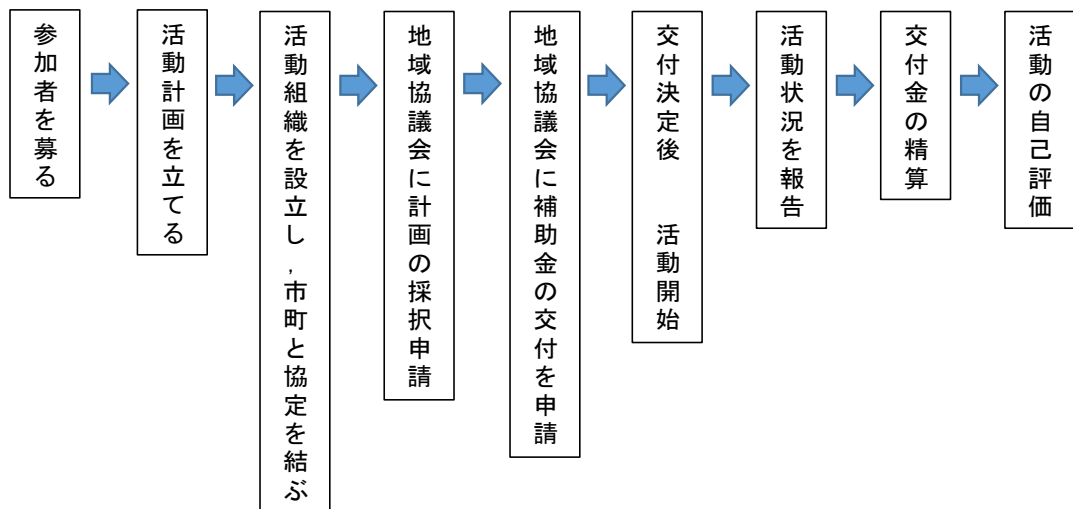 参加者を募る
活動計画を立てる
活動組織を設立し，市町と協定を結ぶ
地域協議会に計画の採択申請
地域協議会に補助金の交付を申請
交付決定後　　活動開始
活動状況を報告
交付金の精算
活動の自己評価